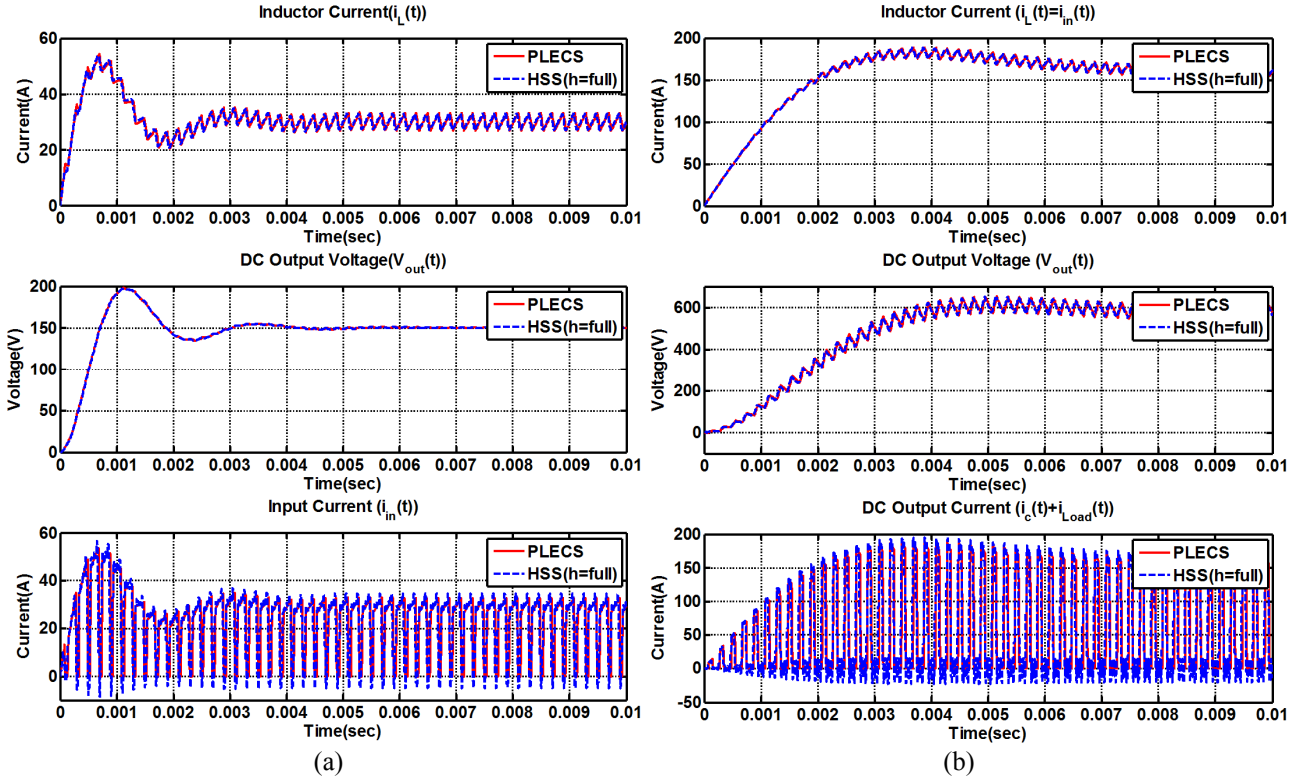 Inductor Current(i_L(t))
60
40
20
0
Current(A)
PLECS
HSS(h=full)
0 0.001 0.002 0.003 0.004 0.005 0.006 0.007 0.008 0.009 0.01
Time(sec)
DC Output Voltage(V_out(t))
200
150
100
50
0
Voltage(V)
PLECS
HSS(h=full)
0 0.001 0.002 0.003 0.004 0.005 0.006 0.007 0.008 0.009 0.01
Time(sec)
Input Current (i_in(t))
60
40
20
0
Current(A)
PLECS
HSS(h=full)
0 0.001 0.002 0.003 0.004 0.005 0.006 0.007 0.008 0.009 0.01
Time(sec)
(a)
Inductor Current (i_L(t)=i_in(t))
200
150
100
50
0
Current(A)
PLECS
HSS(h=full)
0 0.001 0.002 0.003 0.004 0.005 0.006 0.007 0.008 0.009 0.01
Time(sec)
DC Output Voltage (V_out(t))
600
400
200
0
Voltage(V)
PLECS
HSS(h=full)
0 0.001 0.002 0.003 0.004 0.005 0.006 0.007 0.008 0.009 0.01
Time(sec)
DC Output Current (i_c(t)+i_Load(t))
200
150
100
50
0
-50
Current(A)
PLECS
HSS(h=full)
0 0.001 0.002 0.003 0.004 0.005 0.006 0.007 0.008 0.009 0.01
Time(sec)
(b)